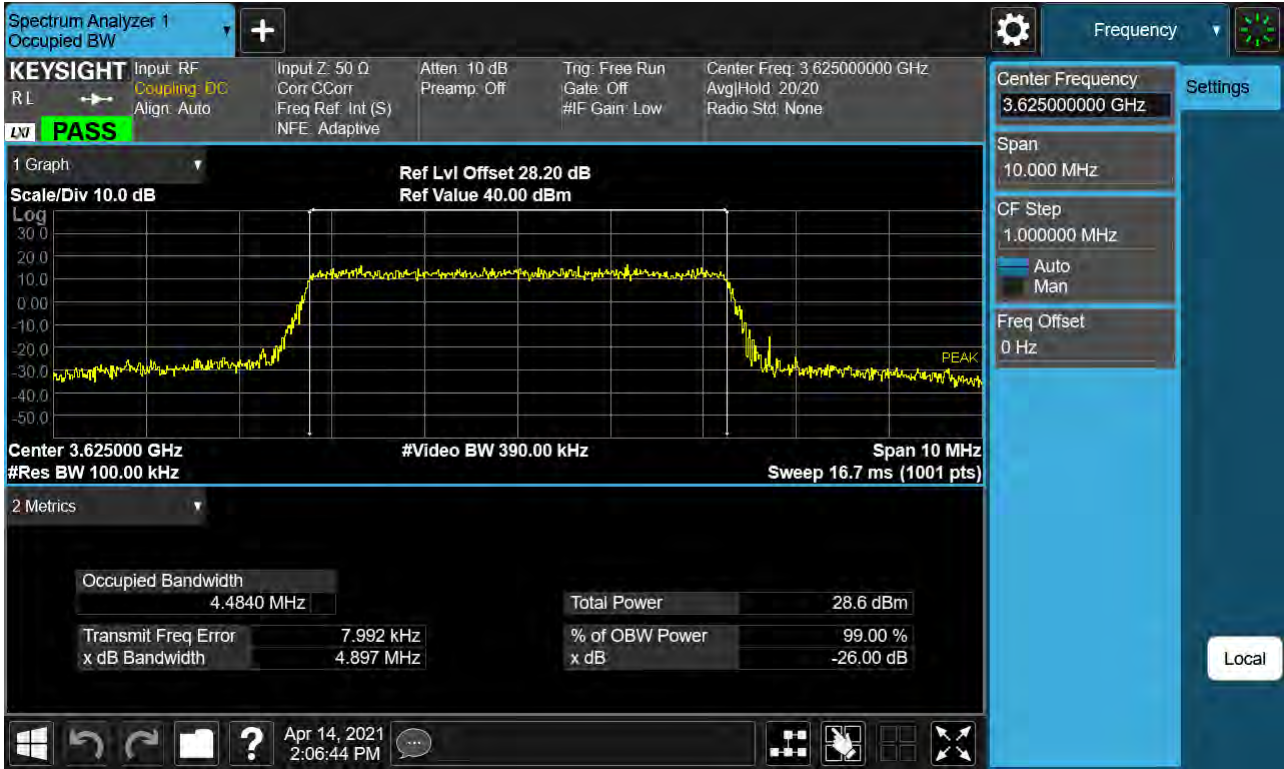 Spectrum Analyzer 1
Occupied BW
Frequency
KEYSIGHT
RL
LXI
PASS
Input: RF
Coupling: DC
Align: Auto
Input Z: 50 Ω
Corr CCorr
Freq Ref: Int (S)
NFE: Adaptive
Atten: 10 dB
Preamp: Off
Trig: Free Run
Gate: Off
#IF Gain: Low
Center Freq: 3.625000000 GHz
Avg|Hold: 20/20
Radio Std: None
1 Graph
Scale/Div 10.0 dB
Ref Lvl Offset 28.20 dB
Ref Value 40.00 dBm
Log
30.0
20.0
10.0
0.00
-10.0
-20.0
-30.0
-40.0
-50.0
PEAK
Center 3.625000 GHz
#Video BW 390.00 kHz
Span 10 MHz
#Res BW 100.00 kHz
Sweep 16.7 ms (1001 pts)
2 Metrics
Occupied Bandwidth
4.4840 MHz
Total Power 28.6 dBm
Transmit Freq Error 7.992 kHz
% of OBW Power 99.00 %
x dB Bandwidth 4.897 MHz
x dB -26.00 dB
Apr 14, 2021
2:06:44 PM
Center Frequency
3.625000000 GHz
Settings
Span
10.000 MHz
CF Step
1.000000 MHz
Auto
Man
Freq Offset
0 Hz
Local